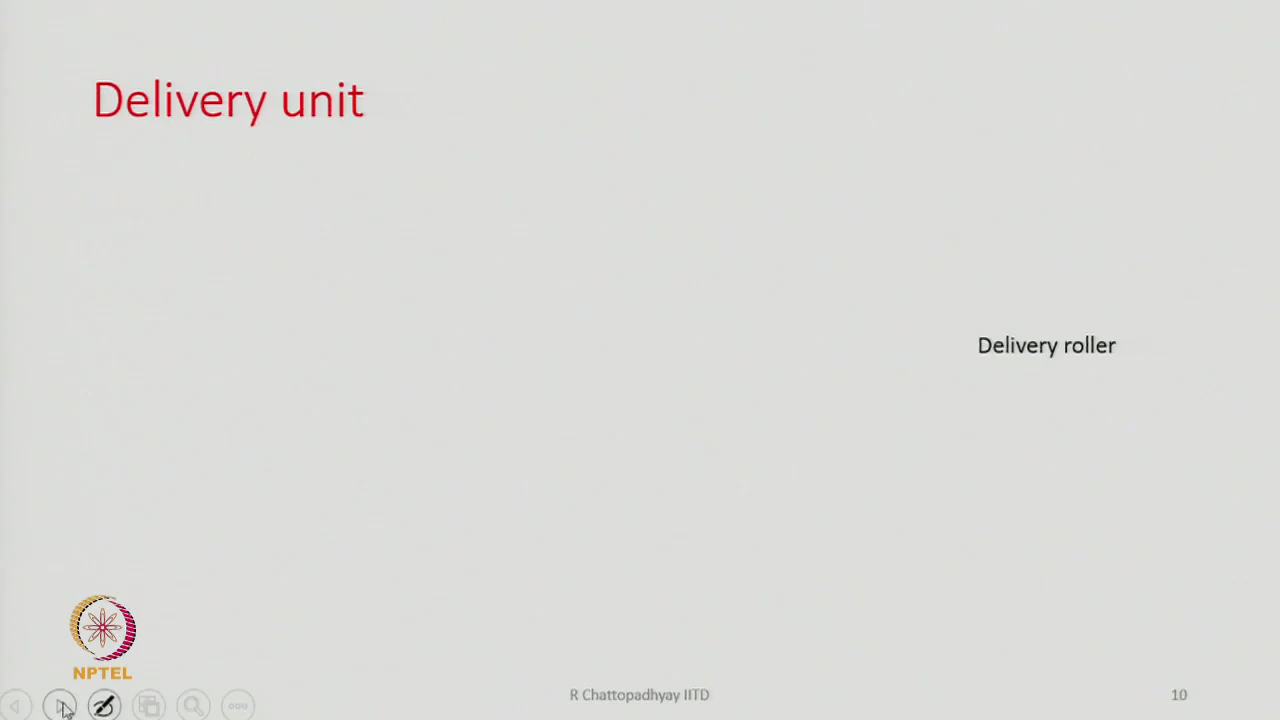 Delivery unit
Delivery roller
NPTEL
R Chattopadhyay IITD
10